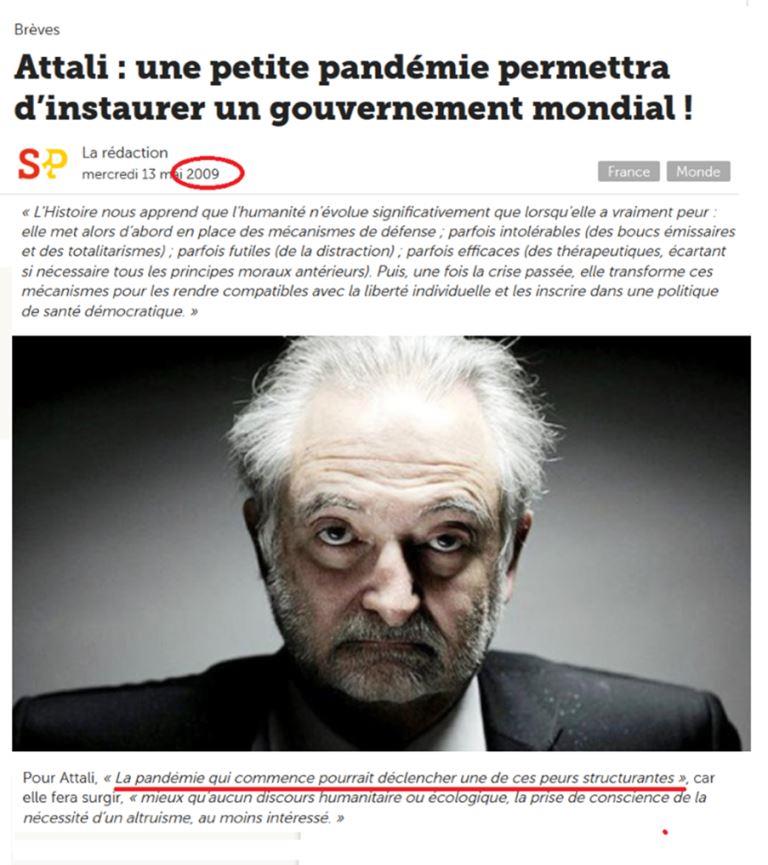 Brèves
Attali : une petite pandémie permettra
d'instaurer un gouvernement mondial !
SP
La rédaction
mercredi 13 mai 2009
France Monde
« L'Histoire nous apprend que l'humanité n'évolue significativement que lorsqu'elle a vraiment peur :
elle met alors d'abord en place des mécanismes de défense ; parfois intolérables (des boucs émissaires
et des totalitarismes) ; parfois futiles (de la distraction) ; parfois efficaces (des thérapeutiques, écartant
si nécessaire tous les principes moraux antérieurs). Puis, une fois la crise passée, elle transforme ces
mécanismes pour les rendre compatibles avec la liberté individuelle et les inscrire dans une politique
de santé démocratique. »
Pour Attali, « La pandémie qui commence pourrait déclencher une de ces peurs structurantes », car
elle fera surgir, « mieux qu'aucun discours humanitaire ou écologique, la prise de conscience de la
nécessité d'un altruisme, au moins intéressé. »